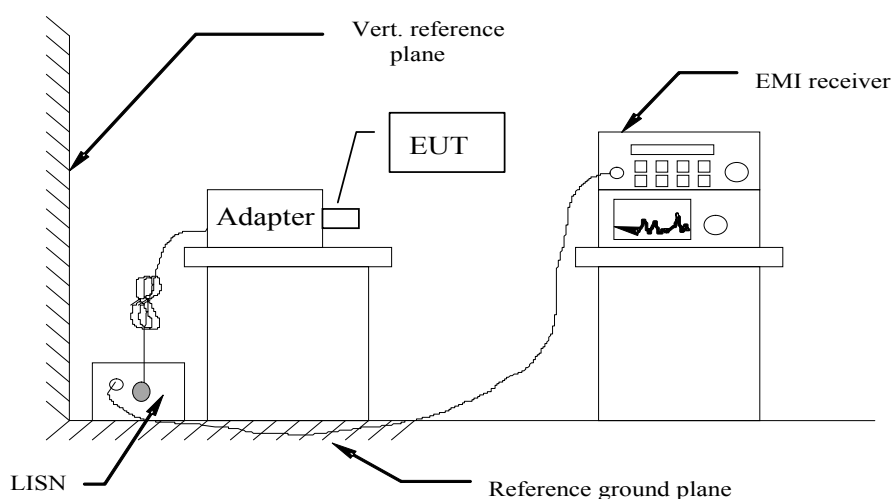 Vert. reference
plane
EMI receiver
EUT
Adapter
LISN
Reference ground plane